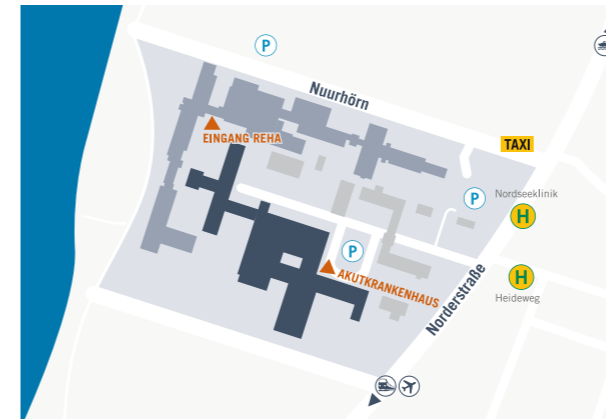 P
Nuurhörn
TAXI
EINGANG REHA
Nordseeklinik
P
H
P
AKUTKRANKENHAUS
H
Heideweg
Norderstraße